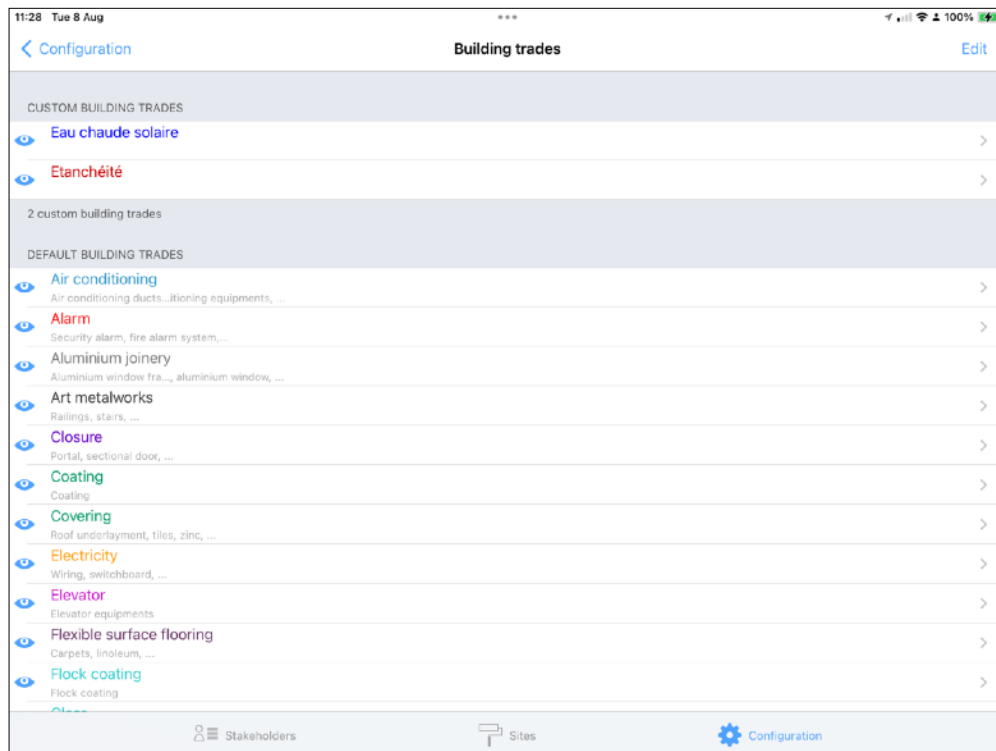 11:28 Tue 8 Aug
100%
Configuration
Building trades
Edit
CUSTOM BUILDING TRADES
Eau chaude solaire
Etanchéité
2 custom building trades
DEFAULT BUILDING TRADES
Air conditioning
Air conditioning ducts...itioning equipments, ...
Alarm
Security alarm, fire alarm system,...
Aluminium joinery
Aluminium window fra..., aluminium window, ...
Art metalworks
Railings, stairs, ...
Closure
Portal, sectional door, ...
Coating
Coating
Covering
Roof underlayment, tiles, zinc, ...
Electricity
Wiring, switchboard, ...
Elevator
Elevator equipments
Flexible surface flooring
Carpets, linoleum, ...
Flock coating
Flock coating
Stakeholders
Sites
Configuration